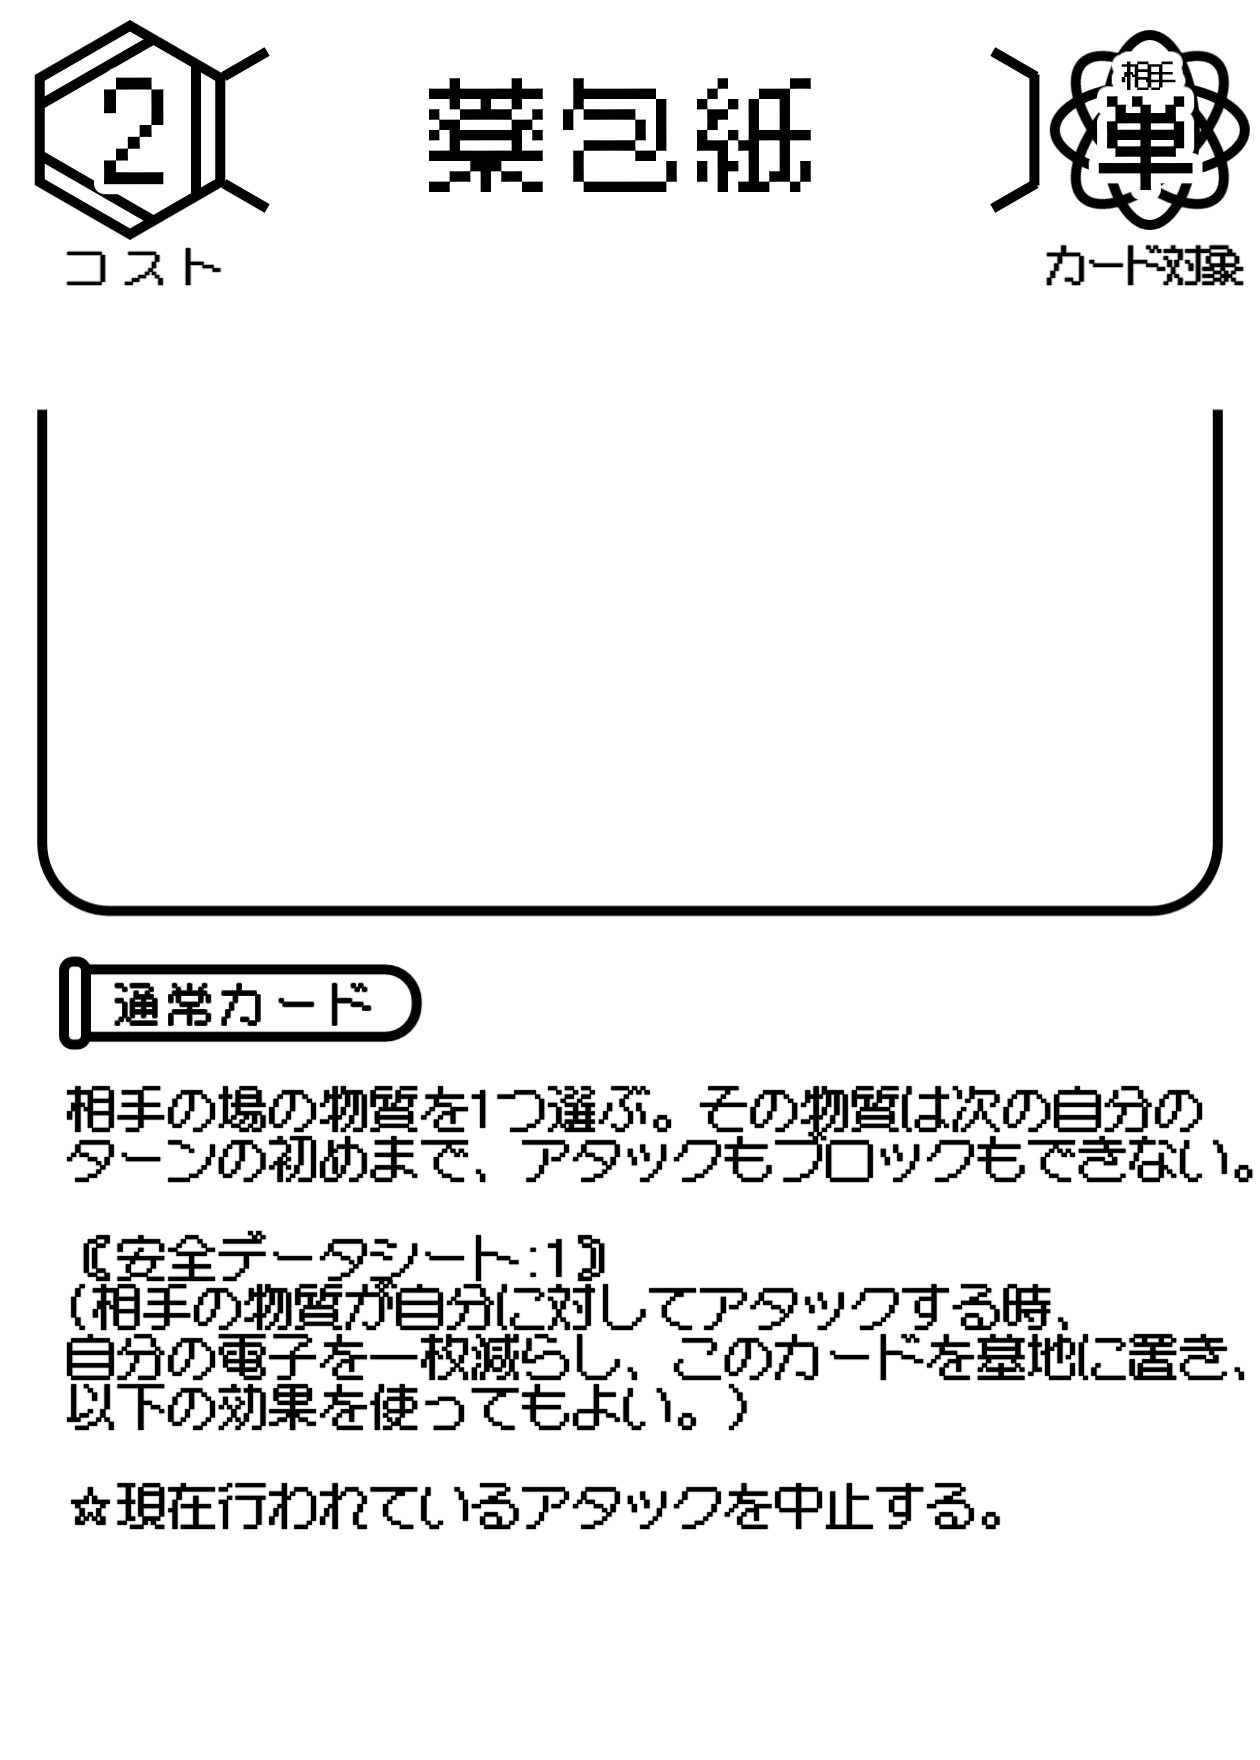 2
薬包紙
相手
単
コスト
カード対象
通常カード
相手の場の物質を1つ選ぶ。その物質は次の自分の
ターンの初めまで、アタックもブロックもできない。
〘安全データシート:1〙
(相手の物質が自分に対してアタックする時、
自分の電子を一枚減らし、このカードを墓地に置き、
以下の効果を使ってもよい。)
☆現在行われているアタックを中止する。